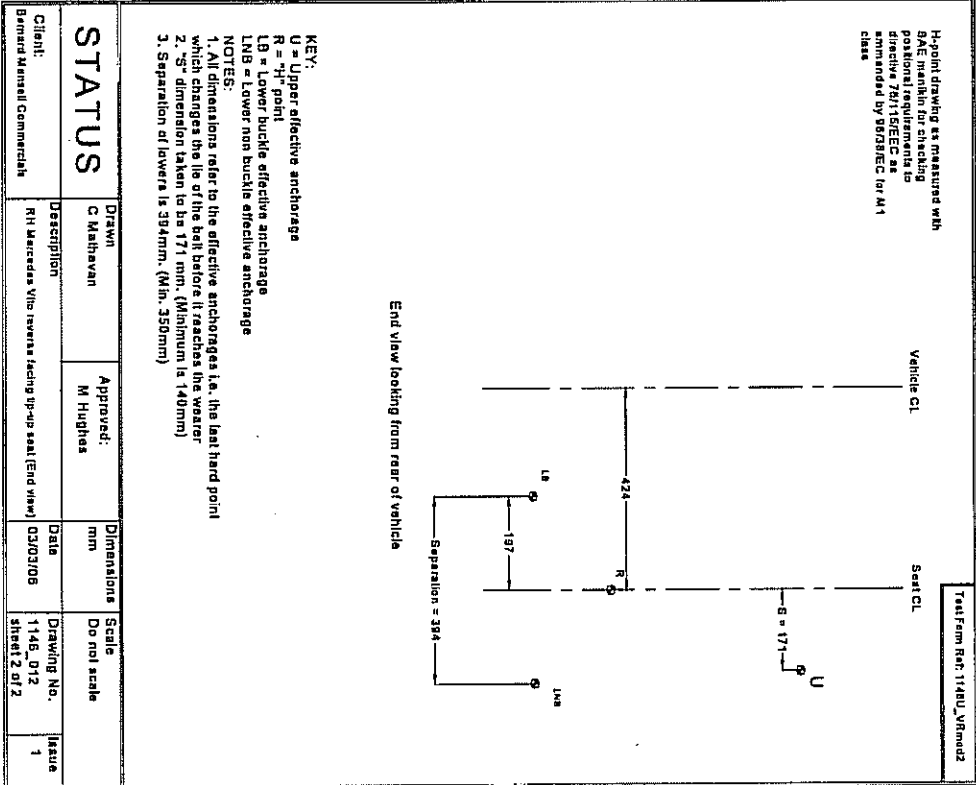 Test Form Ref: 1146U_VRmod2
H-point drawing as measured with
SAE manikin for checking
positional requirements to
directive 76/115/EEC as
ammended by 96/38/EC for M1
class
Vehicle CL
Seat CL
424
S = 171
U
R
LB
197
LNB
Separation = 394
End view looking from rear of vehicle
KEY:
U = Upper effective anchorage
R = "H" point
LB = Lower buckle effective anchorage
LNB = Lower non buckle effective anchorage
NOTES:
1. All dimensions refer to the effective anchorages i.e. the last hard point
which changes the lie of the belt before it reaches the wearer
2. "S" dimension taken to be 171 mm. (Minimum is 140mm)
3. Separation of lowers is 394mm. (Min. 350mm)
STATUS
Drawn
C Mathavan
Approved:
M Hughes
Dimensions
mm
Scale
Do not scale
Client:
Bernard Mansell Commercials
Description
RH Mercedes Vito reverse facing tip-up seat (End view)
Date
03/03/06
Drawing No.
1146_012
sheet 2 of 2
Issue
1